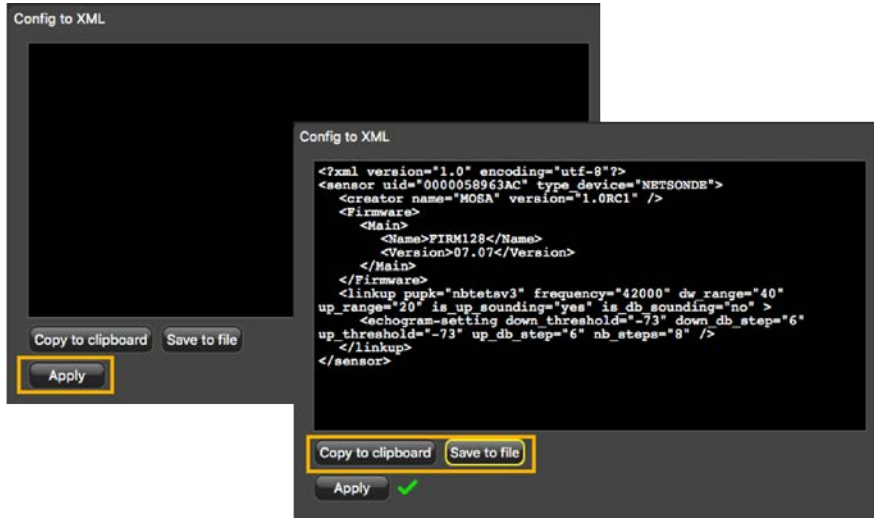 Config to XML
Copy to clipboard Save to file
Apply
Config to XML
<?xml version="1.0" encoding="utf-8"?>
<sensor uid="0000058963AC" type_device="NETSONDE">
<creator name="MOSA" version="1.0RC1" />
<Firmware>
<Main>
<Name>FIRM128</Name>
<Version>07.07</Version>
</Main>
</Firmware>
<linkup pupk="nbtetsv3" frequency="42000" dw_range="40"
up_range="20" is_up_sounding="yes" is_db_sounding="no" >
<echogram-setting down_threshold="-73" down_db_step="6"
up_threshold="-73" up_db_step="6" nb_steps="8" />
</linkup>
</sensor>
Copy to clipboard Save to file
Apply